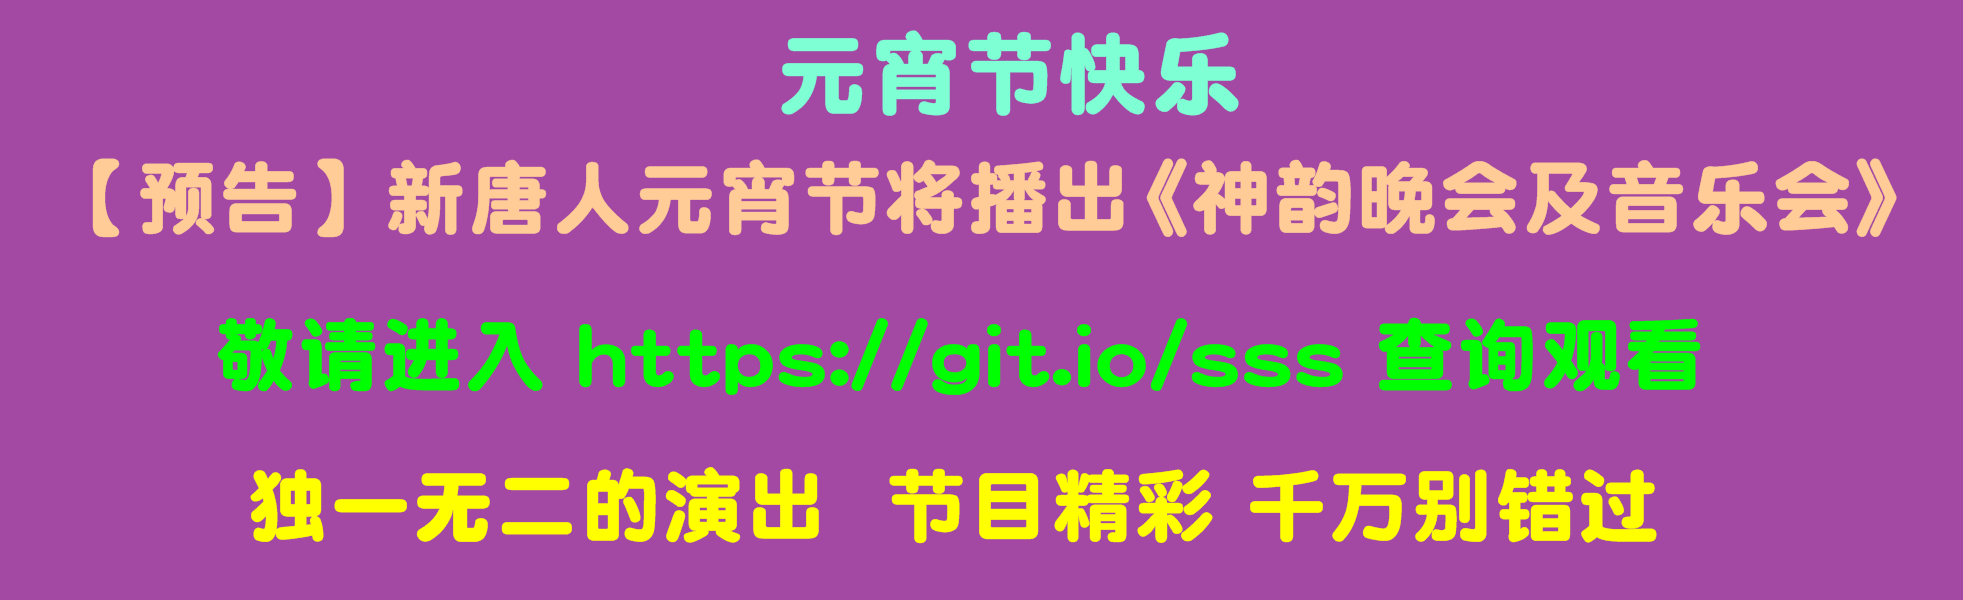 元宵节快乐
【预告】新唐人元宵节将播出《神韵晚会及音乐会》
敬请进入 https://git.io/sss 查询观看
独一无二的演出 节目精彩 千万别错过